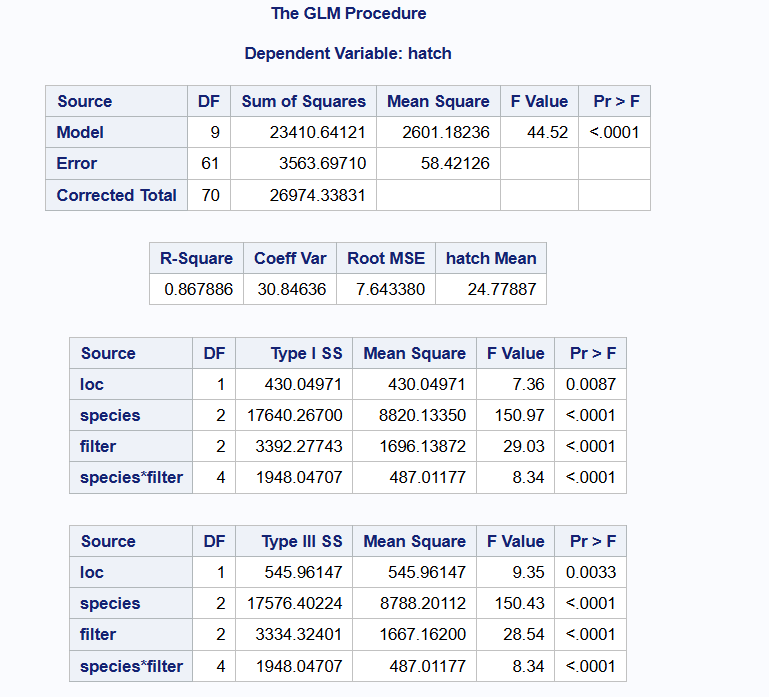 The GLM Procedure
Dependent Variable: hatch
Source DF Sum of Squares Mean Square F Value Pr > F
Model 9 23410.64121 2601.18236 44.52 <.0001
Error 61 3563.69710 58.42126
Corrected Total 70 26974.33831
R-Square Coeff Var Root MSE hatch Mean
0.867886 30.84636 7.643380 24.77887
Source DF Type I SS Mean Square F Value Pr > F
loc 1 430.04971 430.04971 7.36 0.0087
species 2 17640.26700 8820.13350 150.97 <.0001
filter 2 3392.27743 1696.13872 29.03 <.0001
species*filter 4 1948.04707 487.01177 8.34 <.0001
Source DF Type III SS Mean Square F Value Pr > F
loc 1 545.96147 545.96147 9.35 0.0033
species 2 17576.40224 8788.20112 150.43 <.0001
filter 2 3334.32401 1667.16200 28.54 <.0001
species*filter 4 1948.04707 487.01177 8.34 <.0001